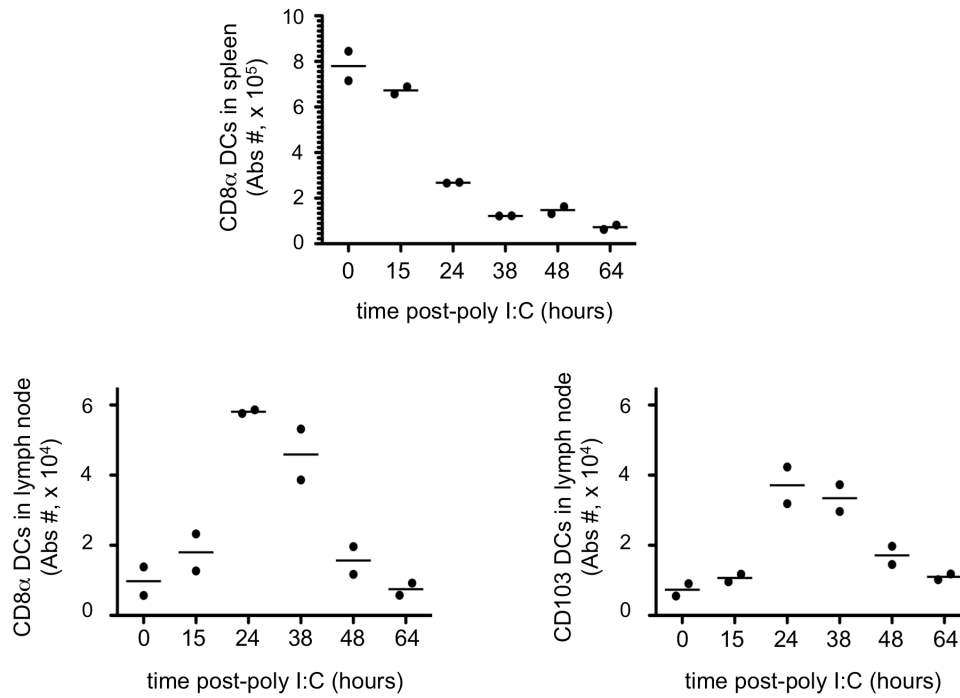 CD8α DCs in spleen
(Abs #, x 10⁵)
10
8
6
4
2
0
0 15 24 38 48 64
time post-poly I:C (hours)
CD8α DCs in lymph node
(Abs #, x 10⁴)
6
4
2
0
0 15 24 38 48 64
time post-poly I:C (hours)
CD103 DCs in lymph node
(Abs #, x 10⁴)
6
4
2
0
0 15 24 38 48 64
time post-poly I:C (hours)